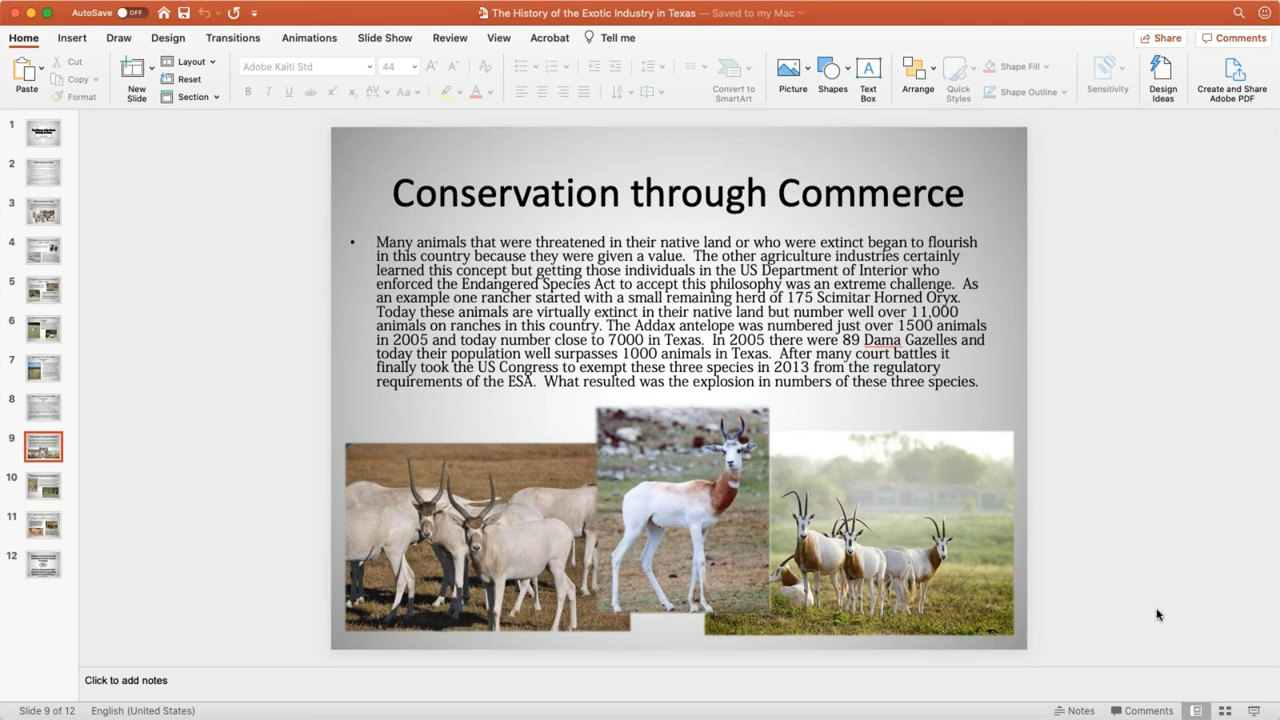 AutoSave OFF
The History of the Exotic Industry in Texas — Saved to my Mac
Home Insert Draw Design Transitions Animations Slide Show Review View Acrobat Tell me
Share Comments
Paste
Cut
Copy
Format
New Slide
Layout
Reset
Section
Adobe Kaiti Std 44
Convert to SmartArt
Picture
Shapes
Text Box
Arrange
Quick Styles
Shape Fill
Shape Outline
Sensitivity
Design Ideas
Create and Share Adobe PDF
1
2
3
4
5
6
7
8
9
10
11
12
Conservation through Commerce
• Many animals that were threatened in their native land or who were extinct began to flourish
in this country because they were given a value. The other agriculture industries certainly
learned this concept but getting those individuals in the US Department of Interior who
enforced the Endangered Species Act to accept this philosophy was an extreme challenge. As
an example one rancher started with a small remaining herd of 175 Scimitar Horned Oryx.
Today these animals are virtually extinct in their native land but number well over 11,000
animals on ranches in this country. The Addax antelope was numbered just over 1500 animals
in 2005 and today number close to 7000 in Texas. In 2005 there were 89 Dama Gazelles and
today their population well surpasses 1000 animals in Texas. After many court battles it
finally took the US Congress to exempt these three species in 2013 from the regulatory
requirements of the ESA. What resulted was the explosion in numbers of these three species.
Click to add notes
Slide 9 of 12 English (United States)
Notes Comments